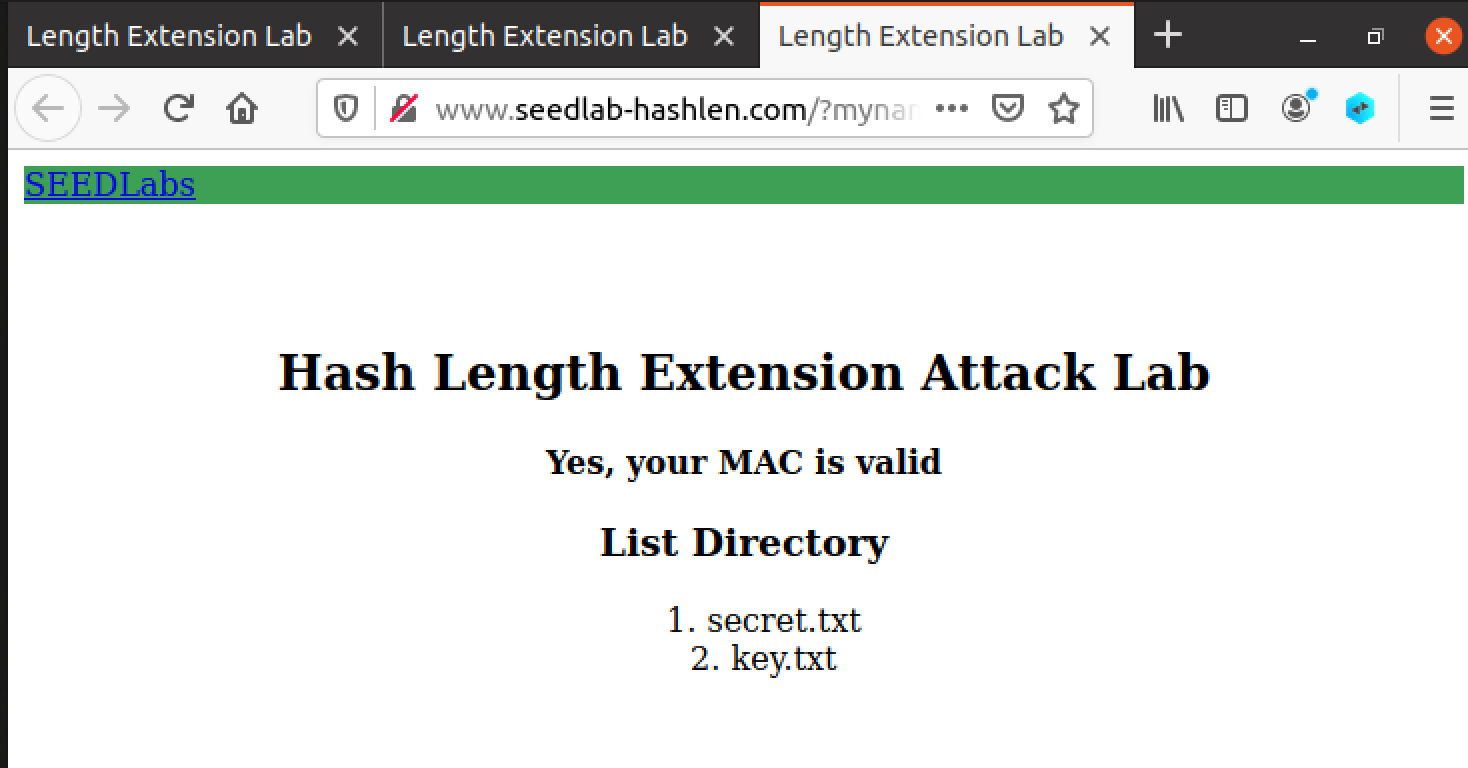 Length Extension Lab Length Extension Lab Length Extension Lab
www.seedlab-hashlen.com/?mynar
SEEDLabs
Hash Length Extension Attack Lab
Yes, your MAC is valid
List Directory
1. secret.txt
2. key.txt